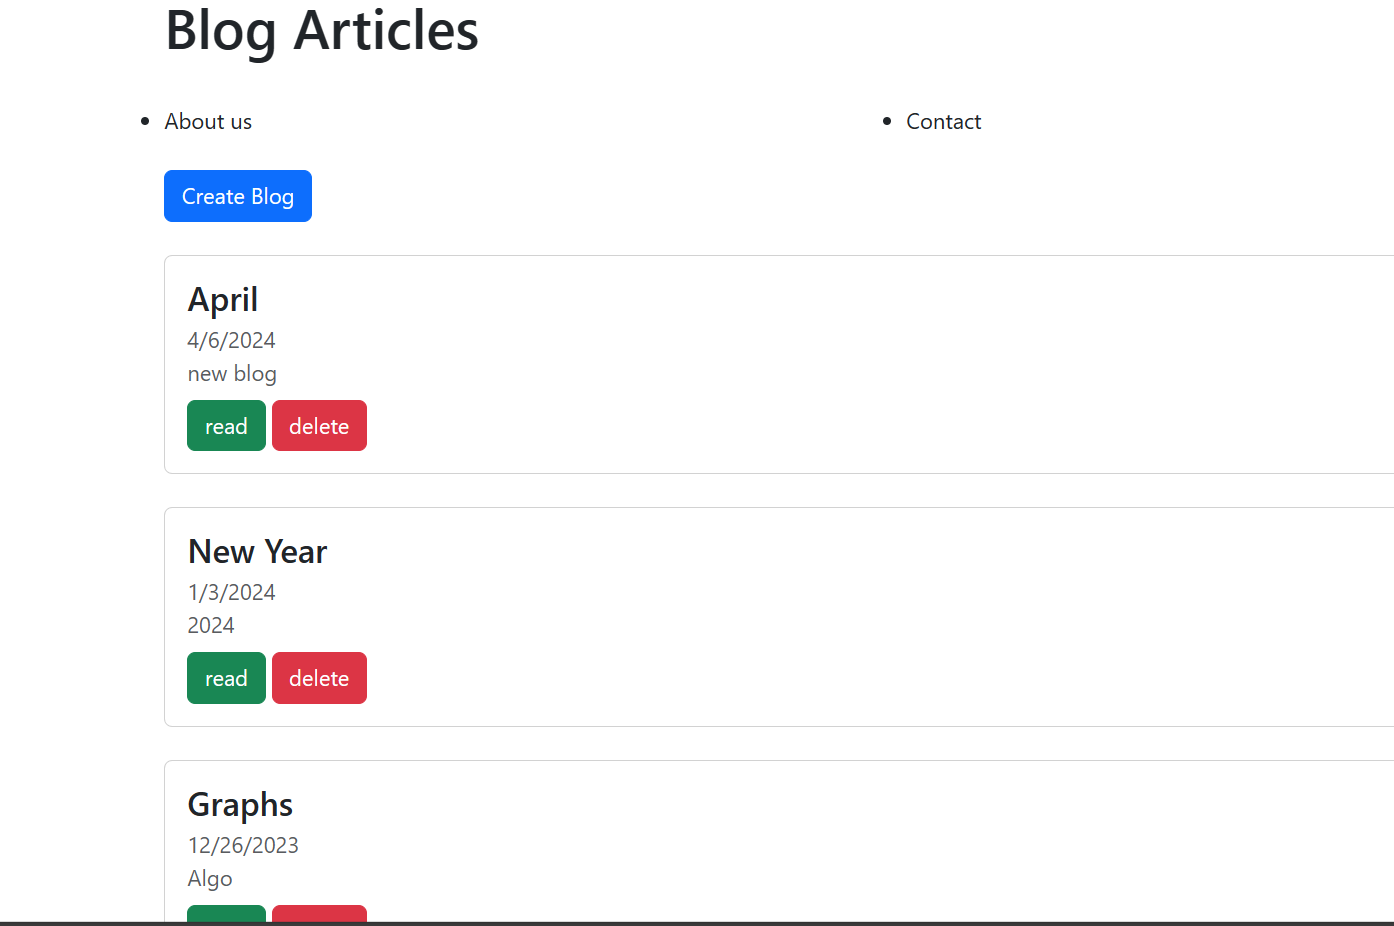 Blog Articles
About us
Contact
Create Blog
April
4/6/2024
new blog
read delete
New Year
1/3/2024
2024
read delete
Graphs
12/26/2023
Algo